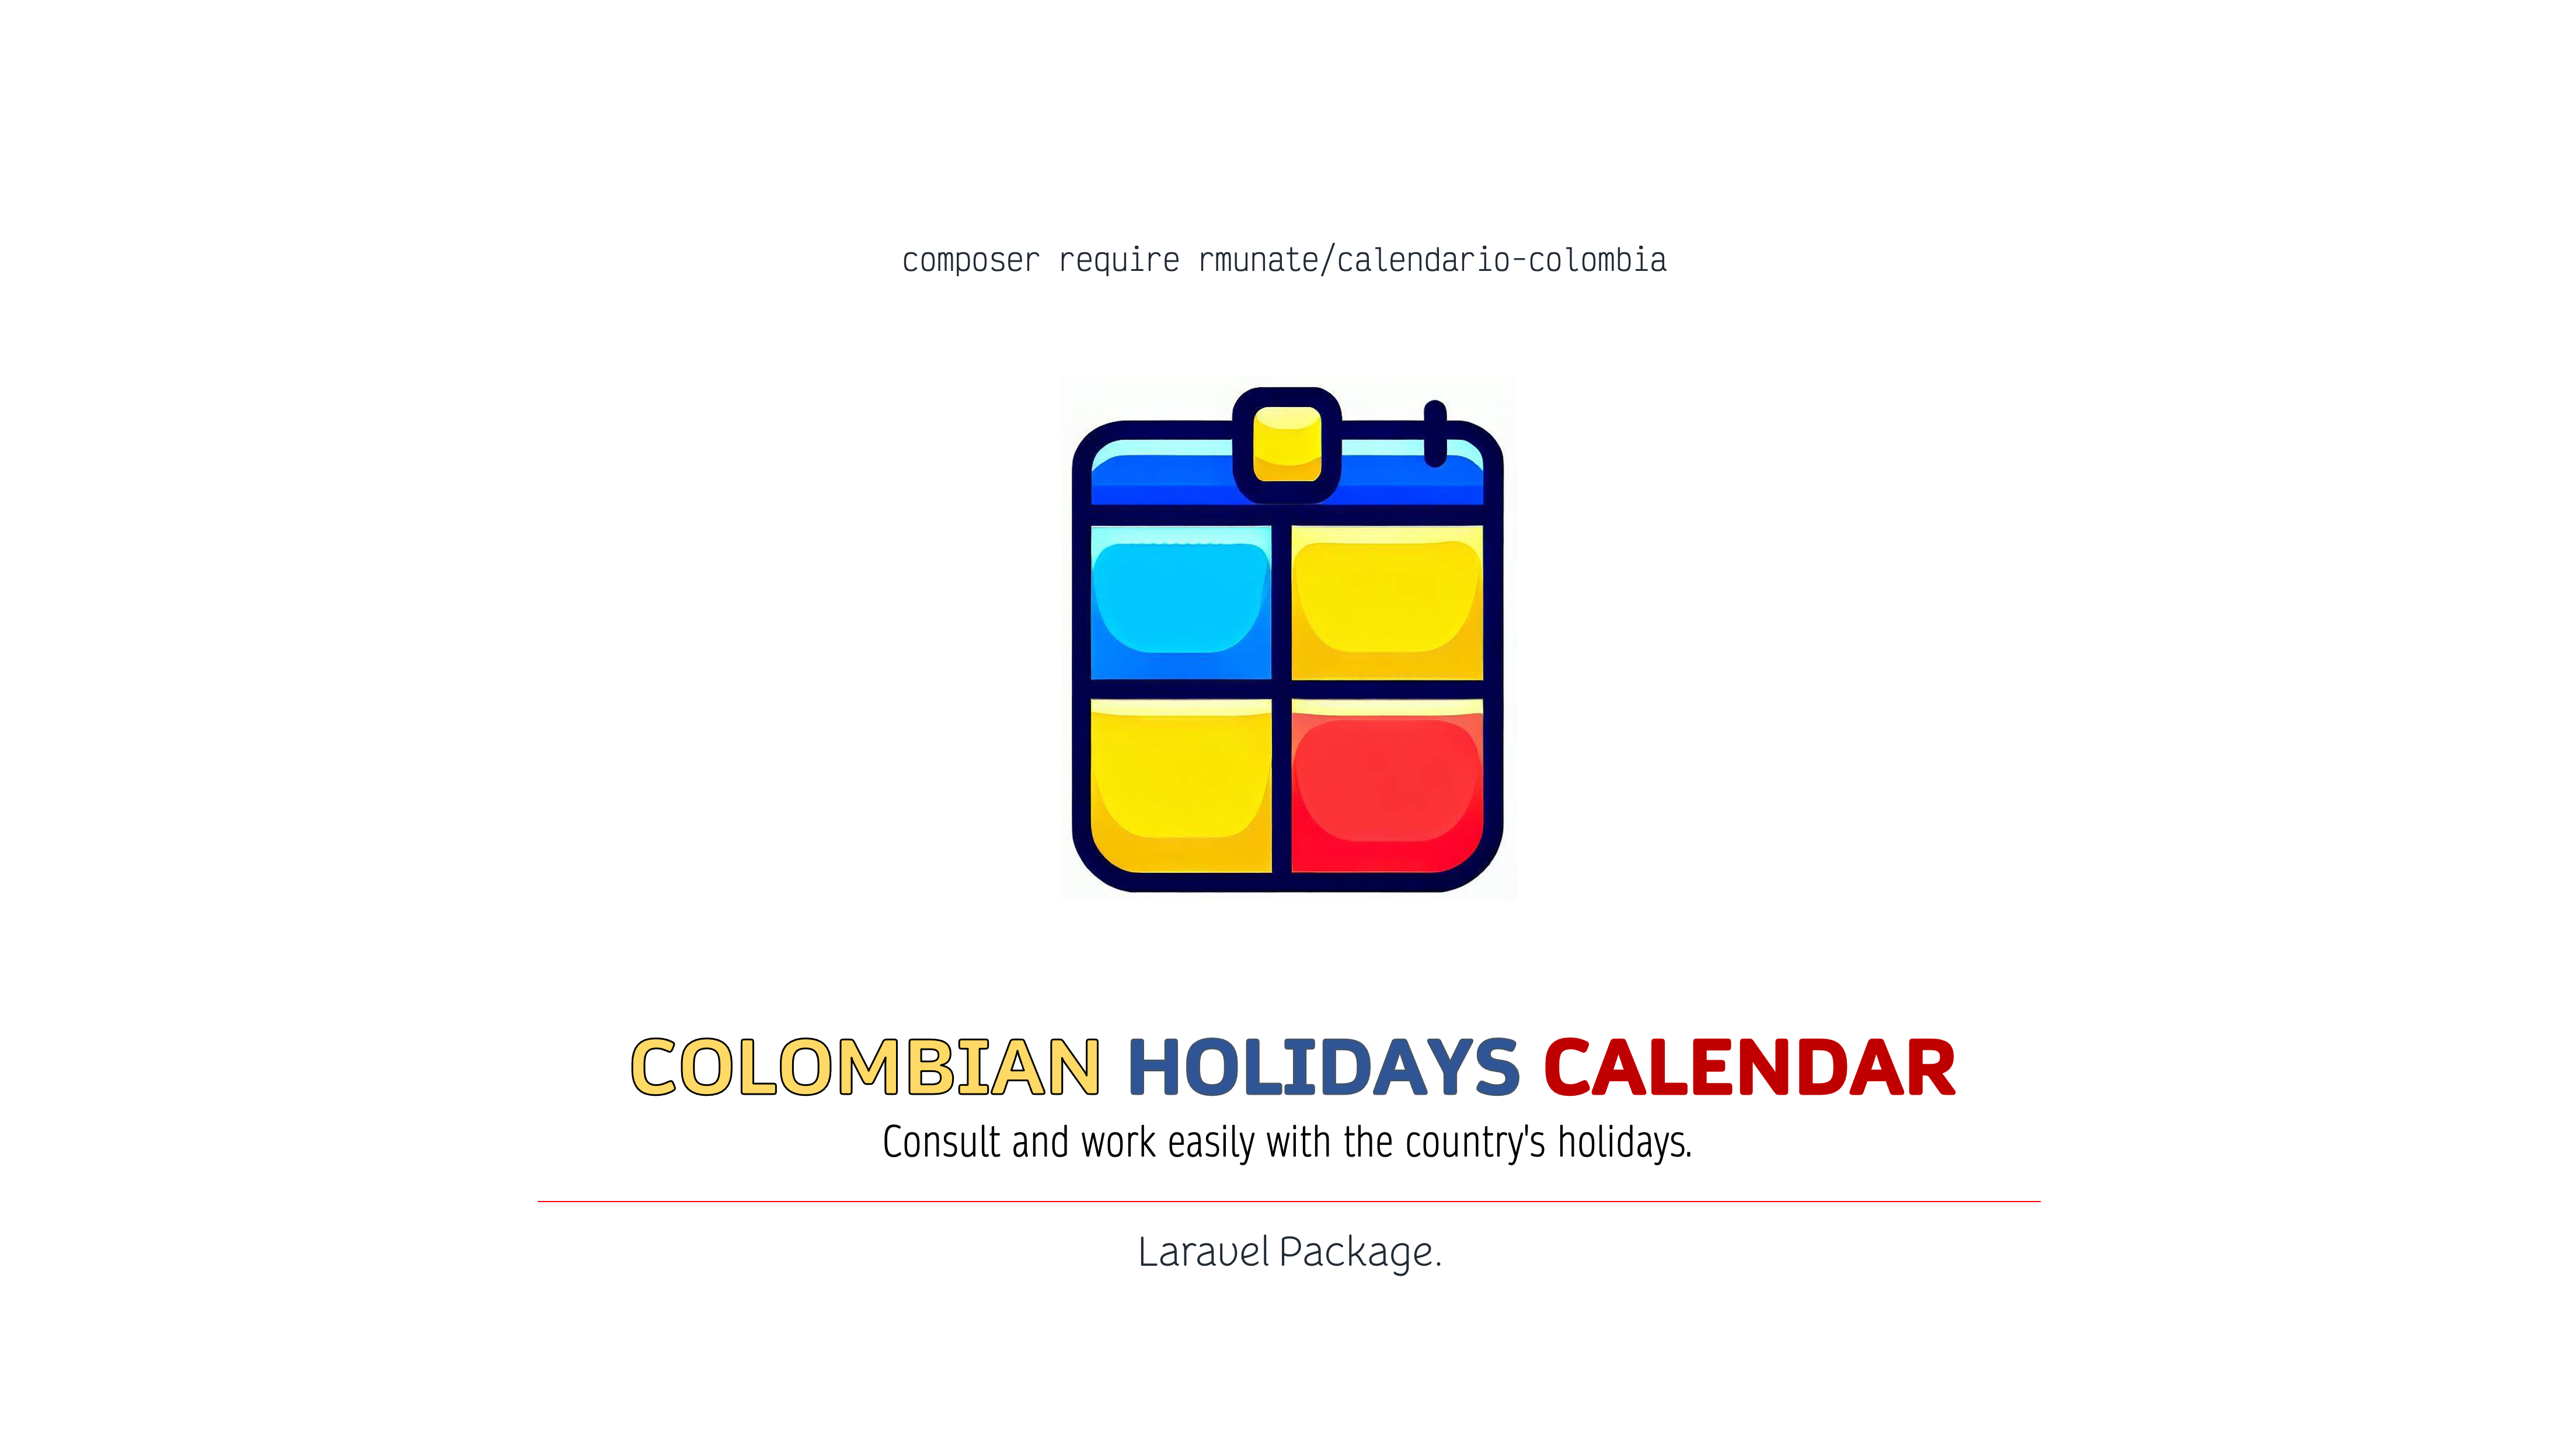 composer require rmunate/calendario-colombia
COLOMBIAN HOLIDAYS CALENDAR
Consult and work easily with the country's holidays.
Laravel Package.